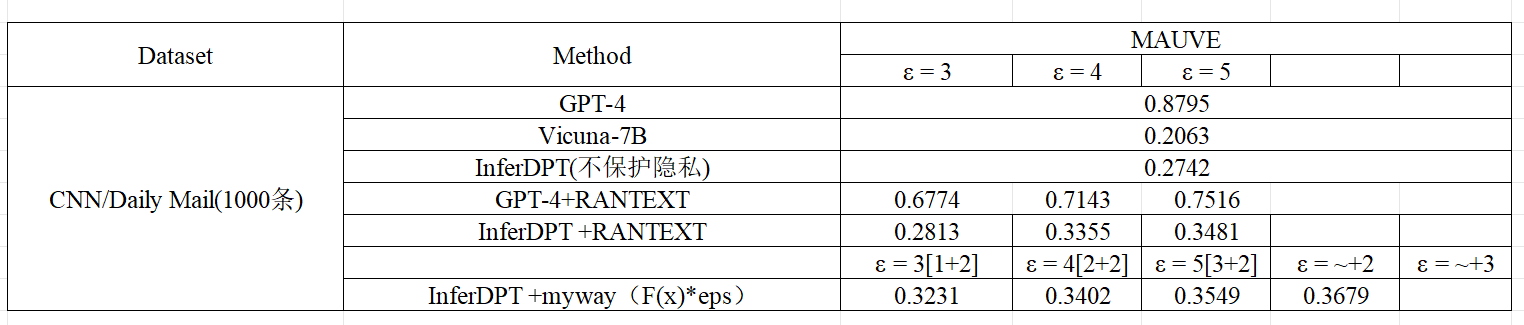 Dataset Method MAUVE
ε = 3 ε = 4 ε = 5
CNN/Daily Mail(1000条)
GPT-4 0.8795
Vicuna-7B 0.2063
InferDPT(不保护隐私) 0.2742
GPT-4+RANTEXT 0.6774 0.7143 0.7516
InferDPT +RANTEXT 0.2813 0.3355 0.3481
ε = 3[1+2] ε = 4[2+2] ε = 5[3+2] ε = ~+2 ε = ~+3
InferDPT +myway（F(x)*eps） 0.3231 0.3402 0.3549 0.3679